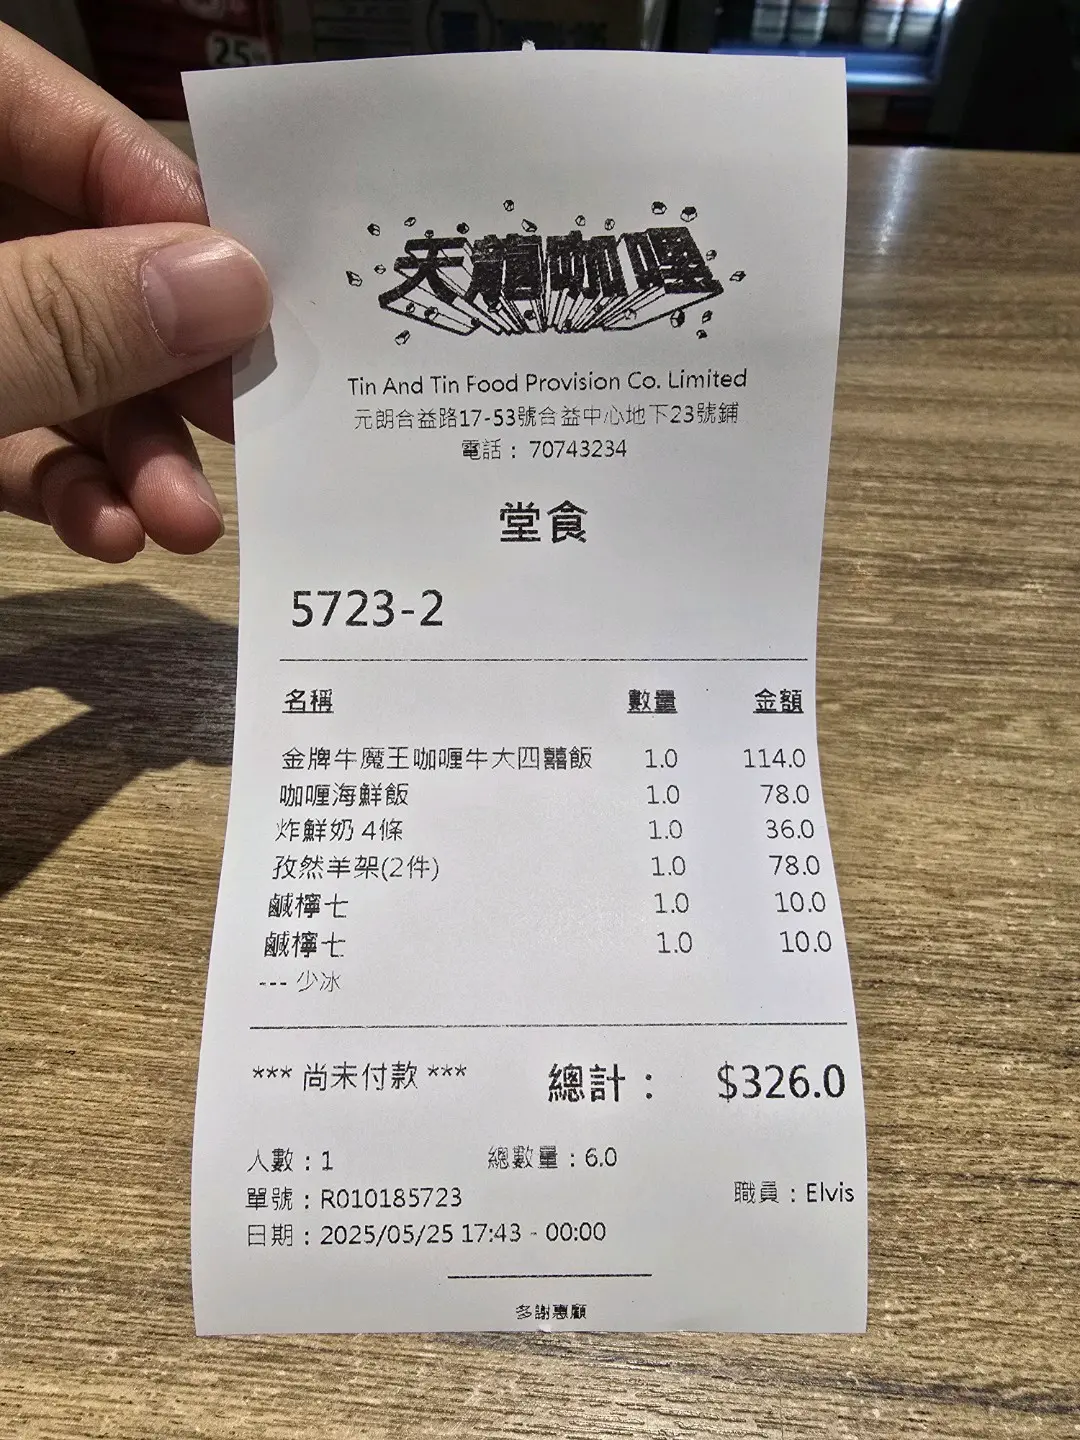 25
天龍咖喱
Tin And Tin Food Provision Co. Limited
元朗合益路17-53號合益中心地下23號鋪
電話： 70743234
堂食
5723-2
名稱 數量 金額
金牌牛魔王咖喱牛大四囍飯 1.0 114.0
咖喱海鮮飯 1.0 78.0
炸鮮奶 4條 1.0 36.0
孜然羊架(2件) 1.0 78.0
鹹檸七 1.0 10.0
鹹檸七 1.0 10.0
--- 少冰
*** 尚未付款 *** 總計： $326.0
人數：1 總數量：6.0
單號：R010185723 職員：Elvis
日期：2025/05/25 17:43 - 00:00
多謝惠顧